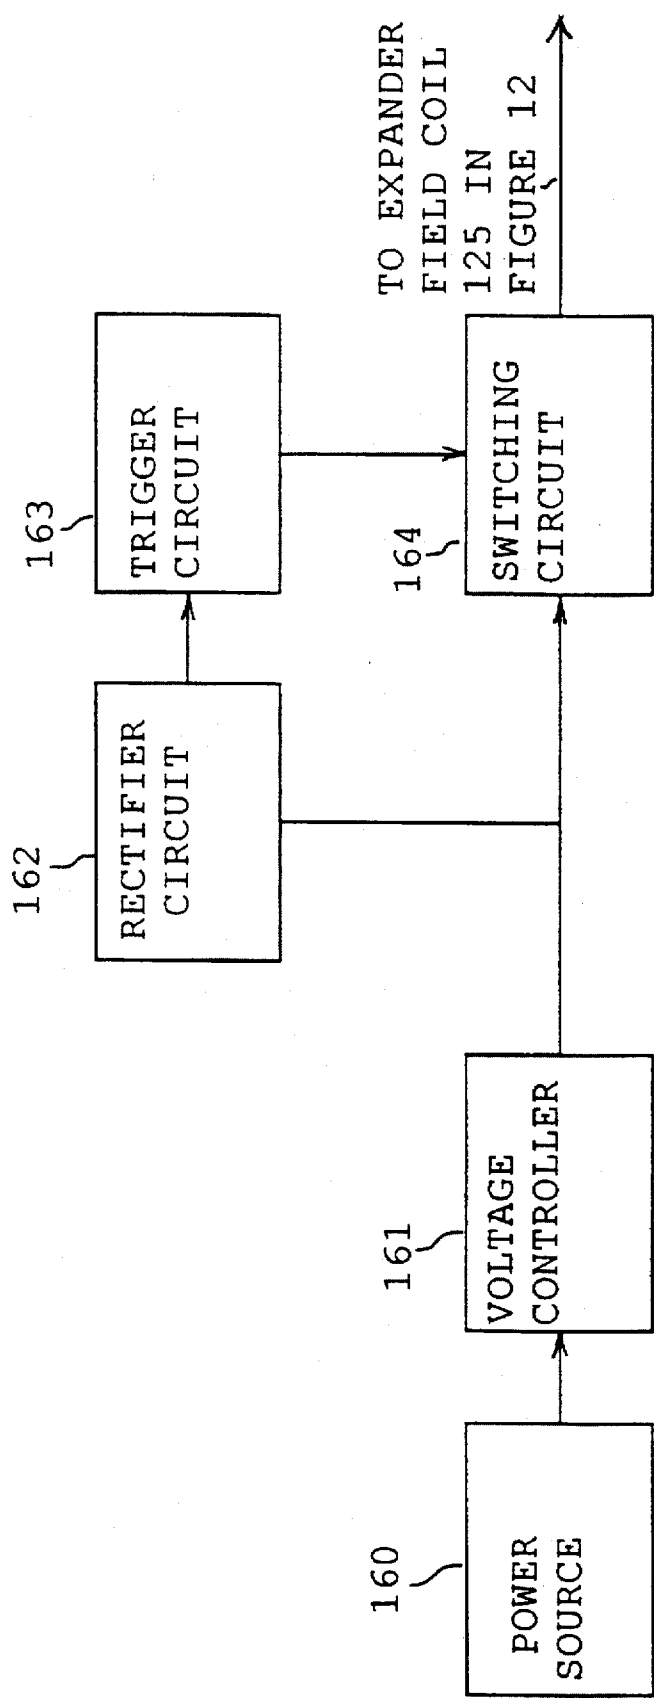 162
RECTIFIER
CIRCUIT
163
TRIGGER
CIRCUIT
160
POWER
SOURCE
161
VOLTAGE
CONTROLLER
164
SWITCHING
CIRCUIT
TO EXPANDER
FIELD COIL
125 IN
FIGURE 12